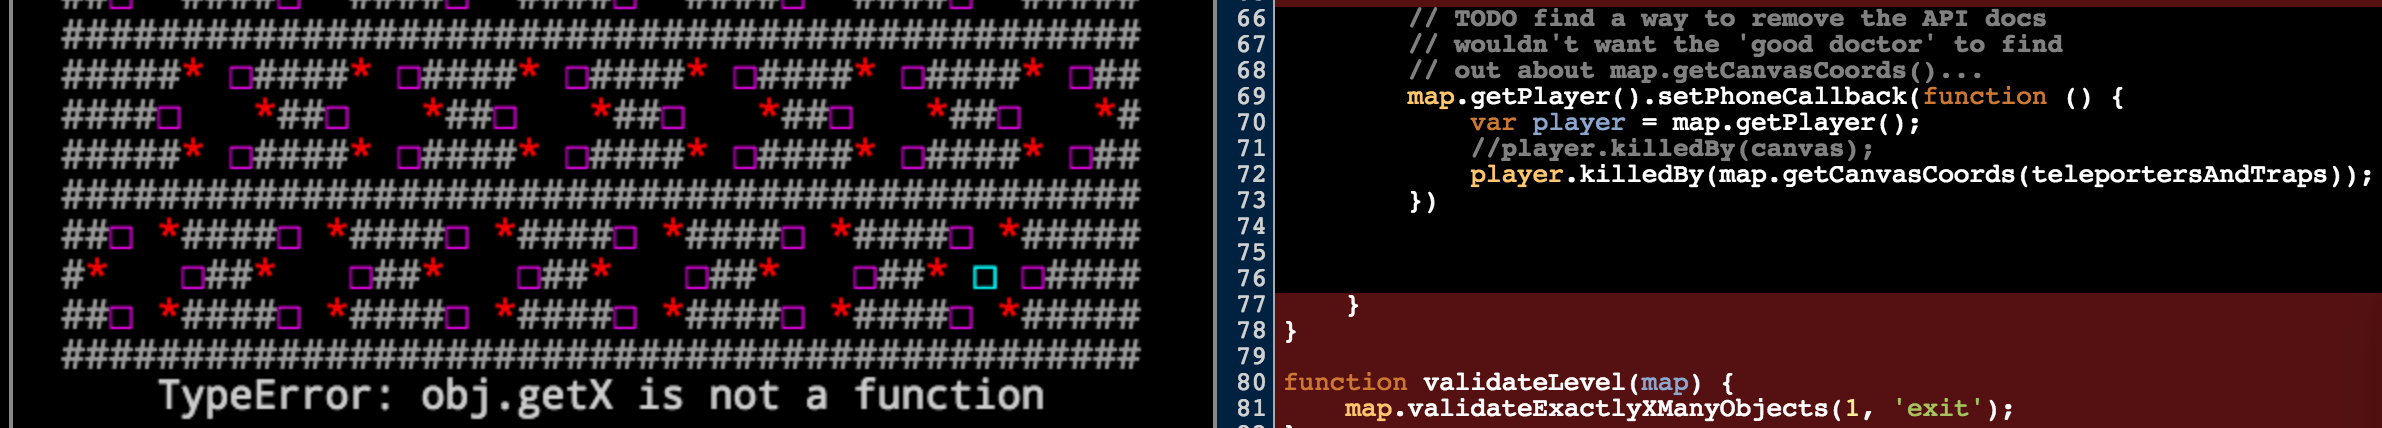 #############################################
#####* □####* □####* □####* □####* □####* □##
####□   *##□   *##□   *##□   *##□   *##□   *#
#####* □####* □####* □####* □####* □####* □##
#############################################
##□ *####□ *####□ *####□ *####□ *####□ *#####
#*   □##*   □##*   □##*   □##*   □##* □ □####
##□ *####□ *####□ *####□ *####□ *####□ *#####
#############################################
TypeError: obj.getX is not a function
66 // TODO find a way to remove the API docs
67 // wouldn't want the 'good doctor' to find
68 // out about map.getCanvasCoords()...
69 map.getPlayer().setPhoneCallback(function () {
70 var player = map.getPlayer();
71 //player.killedBy(canvas);
72 player.killedBy(map.getCanvasCoords(teleportersAndTraps));
73 })
74
75
76
77 }
78 }
79
80 function validateLevel(map) {
81 map.validateExactlyXManyObjects(1, 'exit');